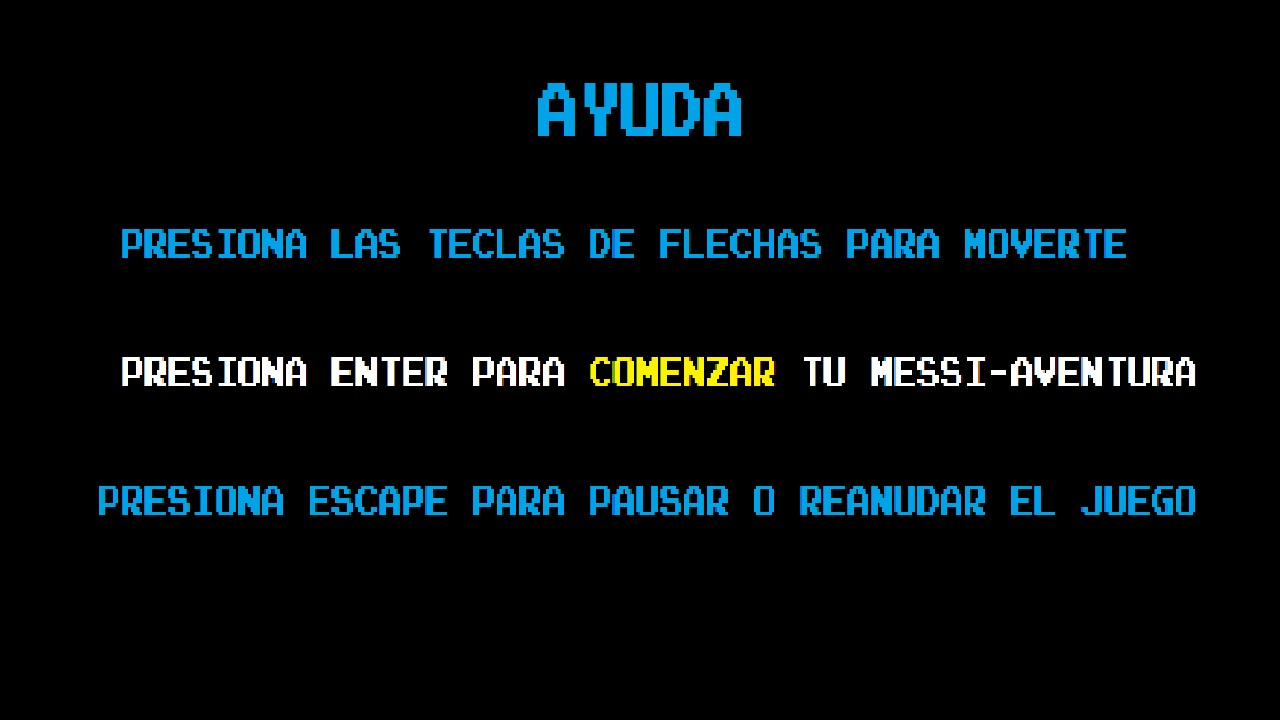 AYUDA
PRESIONA LAS TECLAS DE FLECHAS PARA MOVERTE
PRESIONA ENTER PARA COMENZAR TU MESSI-AVENTURA
PRESIONA ESCAPE PARA PAUSAR O REANUDAR EL JUEGO